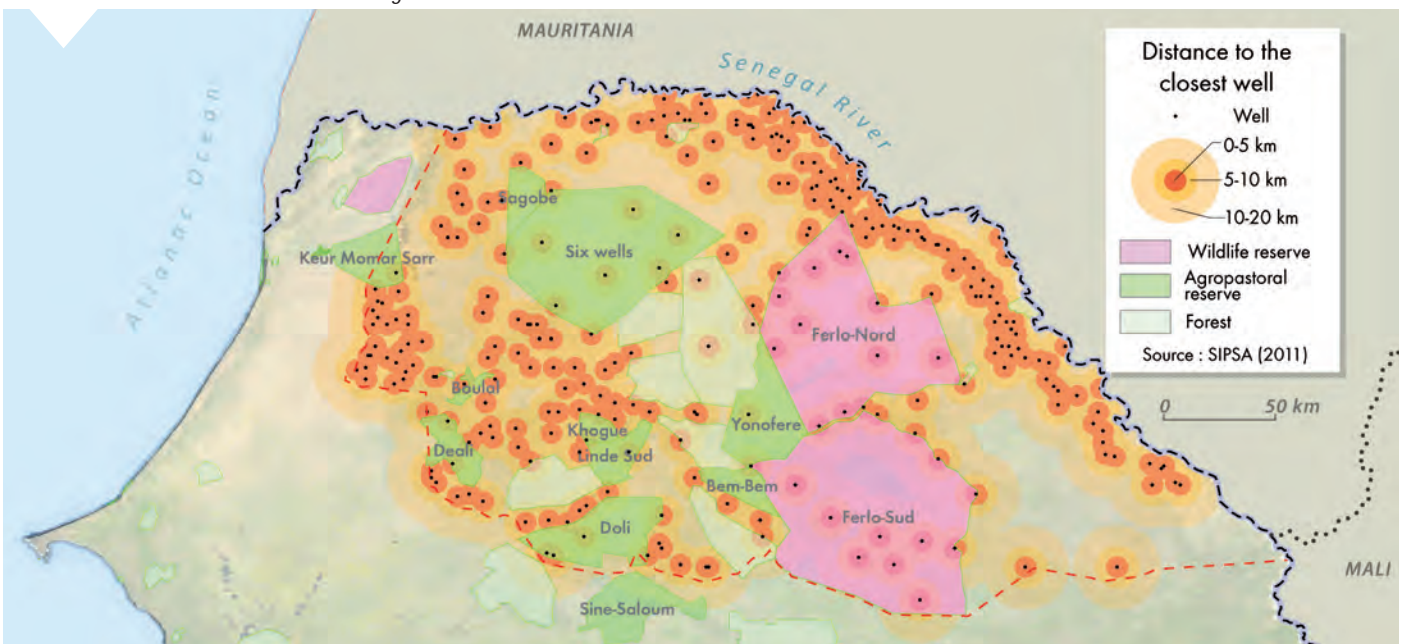 MAURITANIA
Senegal River
Atlantic Ocean
Distance to the
closest well
Well
0-5 km
5-10 km
10-20 km
Wildlife reserve
Agropastoral
reserve
Forest
Source : SIPSA (2011)
0 50 km
Sagobe
Six wells
Keur Momar Sarr
Ferlo-Nord
Boulal
Yonofere
Khogue
Deali
Linde Sud
Bem-Bem
Doli
Ferlo-Sud
Sine-Saloum
MALI